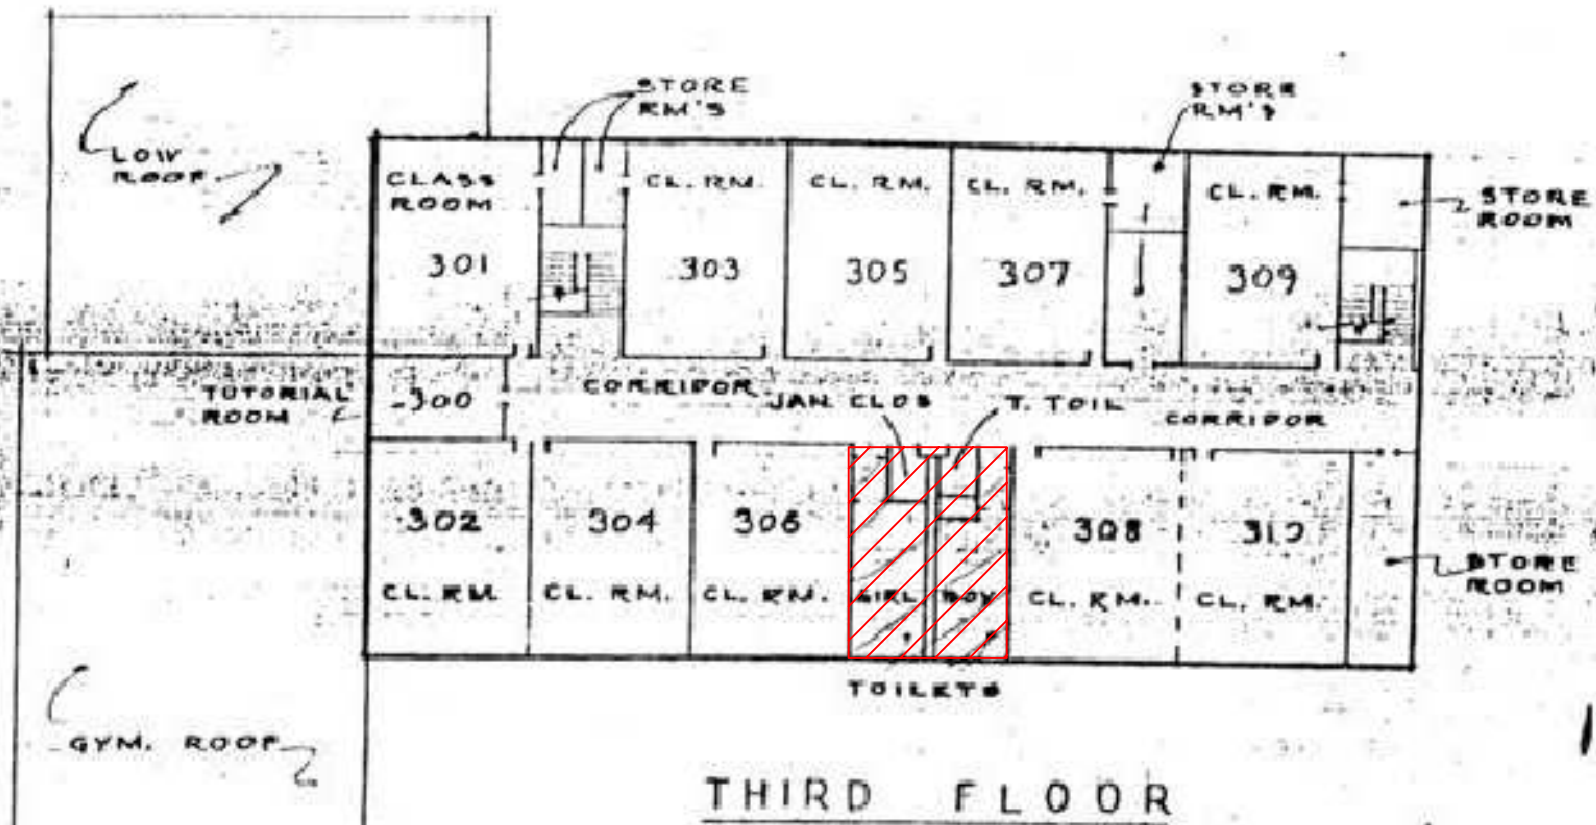 STORE
RM'S
STORE
RM'S
LOW
ROOF
CLASS
ROOM
CL. RM.
CL. RM.
CL. RM.
CL. RM.
STORE
ROOM
301
303
305
307
309
TUTORIAL
ROOM
300
CORRIDOR
JAN. CLOS
T. TOIL
CORRIDOR
302
304
306
308
310
CL. RM.
CL. RM.
CL. RM.
GIRL
BOY
CL. RM.
CL. RM.
STORE
ROOM
TOILETS
GYM. ROOF
THIRD FLOOR